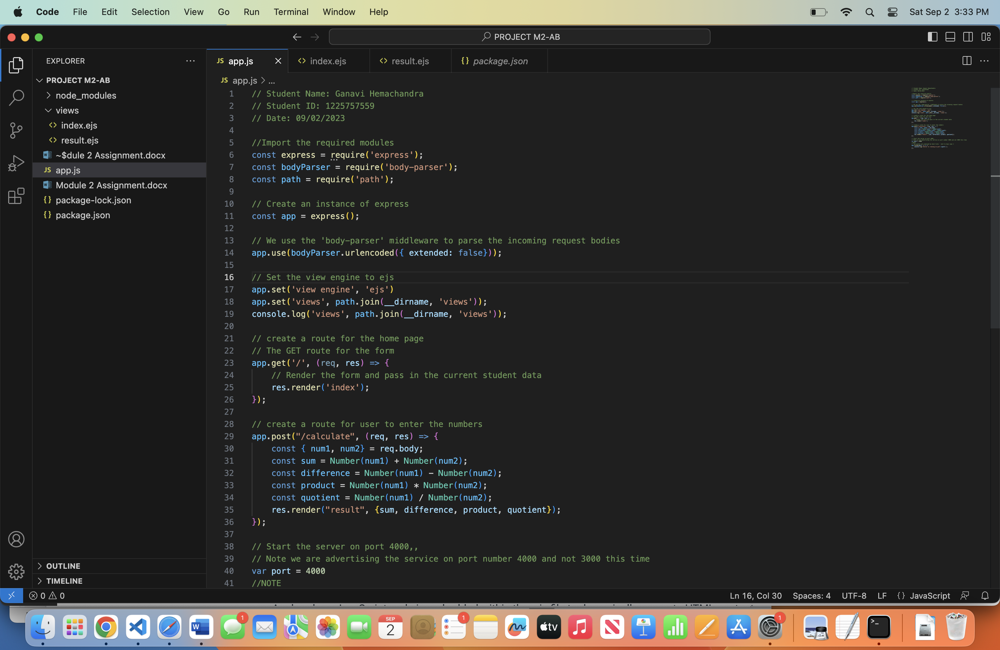 Code File Edit Selection View Go Run Terminal Window Help Sat Sep 2 3:33 PM
PROJECT M2-AB
EXPLORER
PROJECT M2-AB
node_modules
views
index.ejs
result.ejs
~$dule 2 Assignment.docx
JS app.js
Module 2 Assignment.docx
{} package-lock.json
{} package.json
OUTLINE
TIMELINE
JS app.js <> index.ejs <> result.ejs {} package.json
JS app.js > ...
1 // Student Name: Ganavi Hemachandra
2 // Student ID: 1225757559
3 // Date: 09/02/2023
4
5 //Import the required modules
6 const express = require('express');
7 const bodyParser = require('body-parser');
8 const path = require('path');
9
10 // Create an instance of express
11 const app = express();
12
13 // We use the 'body-parser' middleware to parse the incoming request bodies
14 app.use(bodyParser.urlencoded({ extended: false}));
15
16 // Set the view engine to ejs
17 app.set('view engine', 'ejs')
18 app.set('views', path.join(__dirname, 'views'));
19 console.log('views', path.join(__dirname, 'views'));
20
21 // create a route for the home page
22 // The GET route for the form
23 app.get('/', (req, res) => {
24 // Render the form and pass in the current student data
25 res.render('index');
26 });
27
28 // create a route for user to enter the numbers
29 app.post("/calculate", (req, res) => {
30 const { num1, num2} = req.body;
31 const sum = Number(num1) + Number(num2);
32 const difference = Number(num1) - Number(num2);
33 const product = Number(num1) * Number(num2);
34 const quotient = Number(num1) / Number(num2);
35 res.render("result", {sum, difference, product, quotient});
36 });
37
38 // Start the server on port 4000,,
39 // Note we are advertising the service on port number 4000 and not 3000 this time
40 var port = 4000
41 //NOTE
0 0 Ln 16, Col 30 Spaces: 4 UTF-8 LF {} JavaScript
W 1 SEP 2 1 tv 1